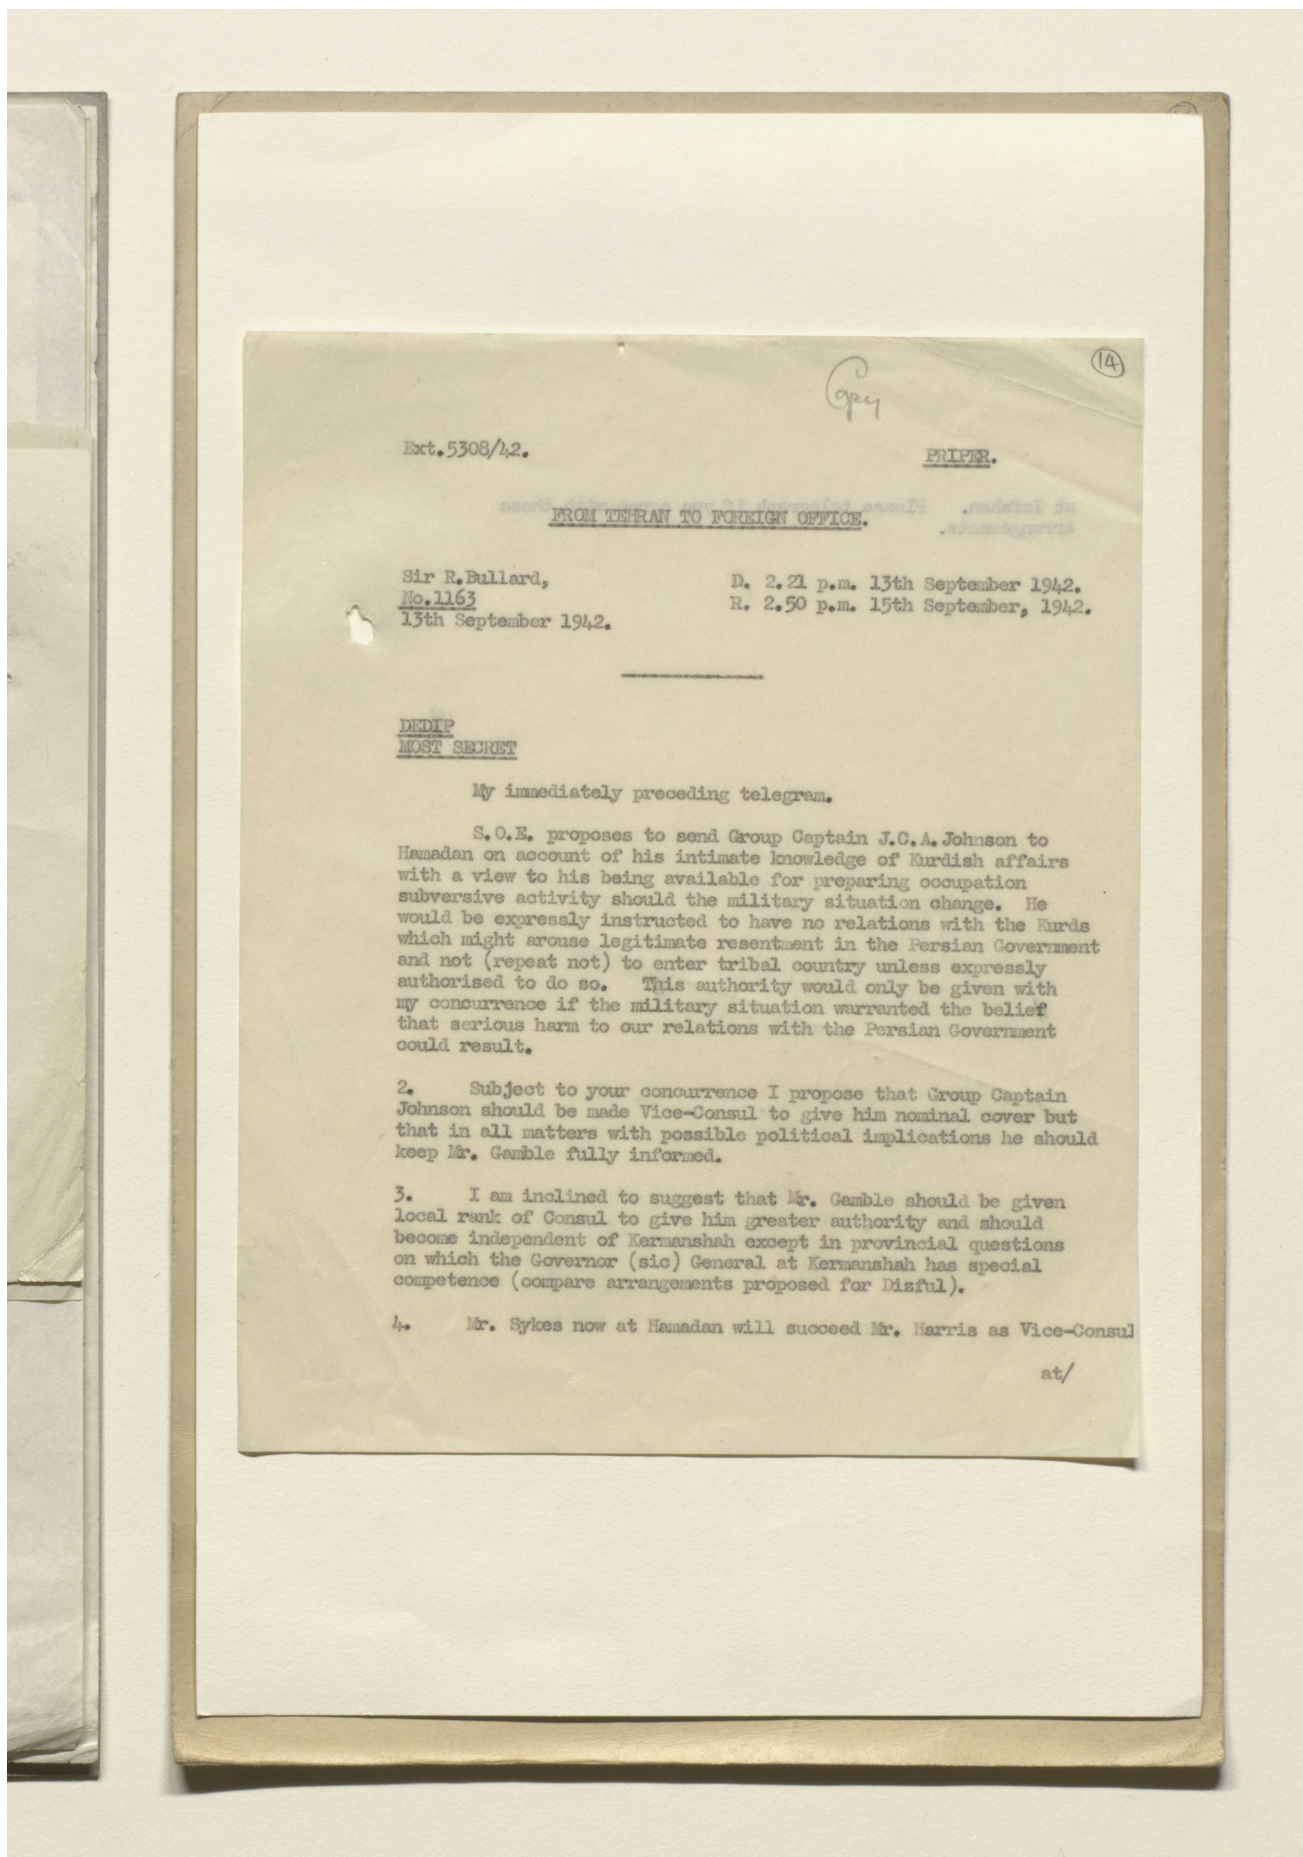 14
Copy
Ext.5308/42.
PRIPER.
FROM TEHRAN TO FOREIGN OFFICE.
Sir R.Bullard,
No.1163
13th September 1942.
D. 2.21 p.m. 13th September 1942.
R. 2.50 p.m. 15th September, 1942.
DEDIP
MOST SECRET
My immediately preceding telegram.
S.O.E. proposes to send Group Captain J.C.A. Johnson to
Hamadan on account of his intimate knowledge of Kurdish affairs
with a view to his being available for preparing occupation
subversive activity should the military situation change. He
would be expressly instructed to have no relations with the Kurds
which might arouse legitimate resentment in the Persian Government
and not (repeat not) to enter tribal country unless expressly
authorised to do so. This authority would only be given with
my concurrence if the military situation warranted the belief
that serious harm to our relations with the Persian Government
could result.
2. Subject to your concurrence I propose that Group Captain
Johnson should be made Vice-Consul to give him nominal cover but
that in all matters with possible political implications he should
keep Mr. Gamble fully informed.
3. I am inclined to suggest that Mr. Gamble should be given
local rank of Consul to give him greater authority and should
become independent of Kermanshah except in provincial questions
on which the Governor (sic) General at Kermanshah has special
competence (compare arrangements proposed for Dizful).
4. Mr. Sykes now at Hamadan will succeed Mr. Harris as Vice-Consul
at/